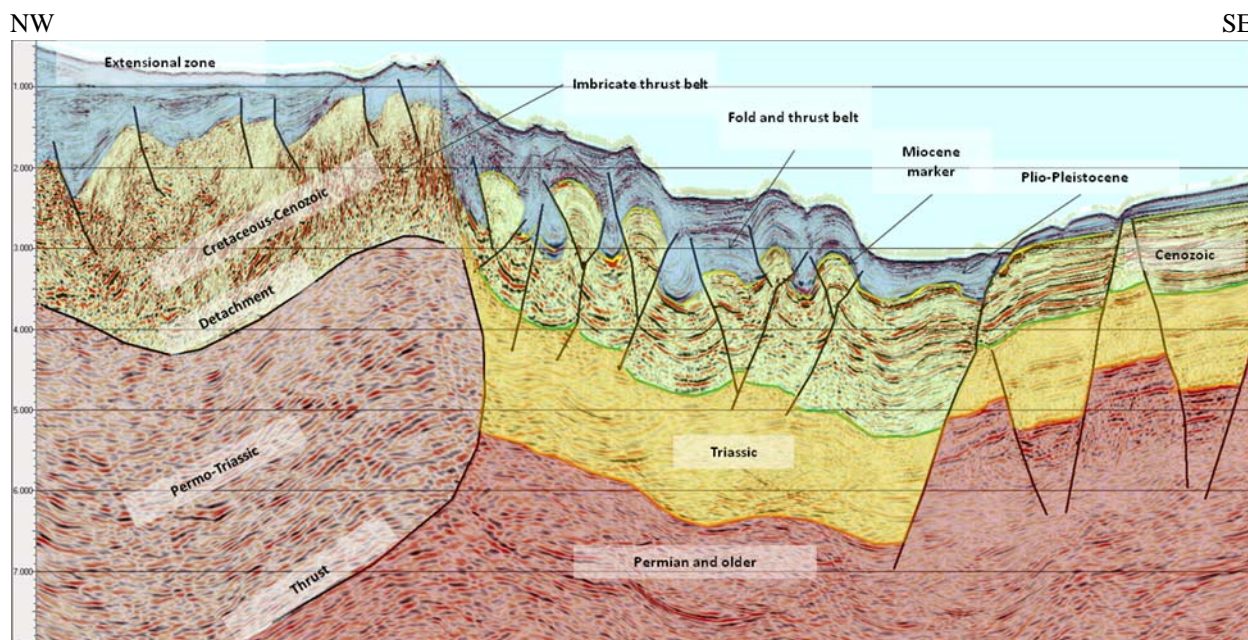 NW
SE
Extensional zone
Imbricate thrust belt
Fold and thrust belt
Miocene
marker
Plio-Pleistocene
Cretaceous-Cenozoic
Cenozoic
Detachment
Permo-Triassic
Triassic
Thrust
Permian and older
1.000
2.000
3.000
4.000
5.000
6.000
7.000